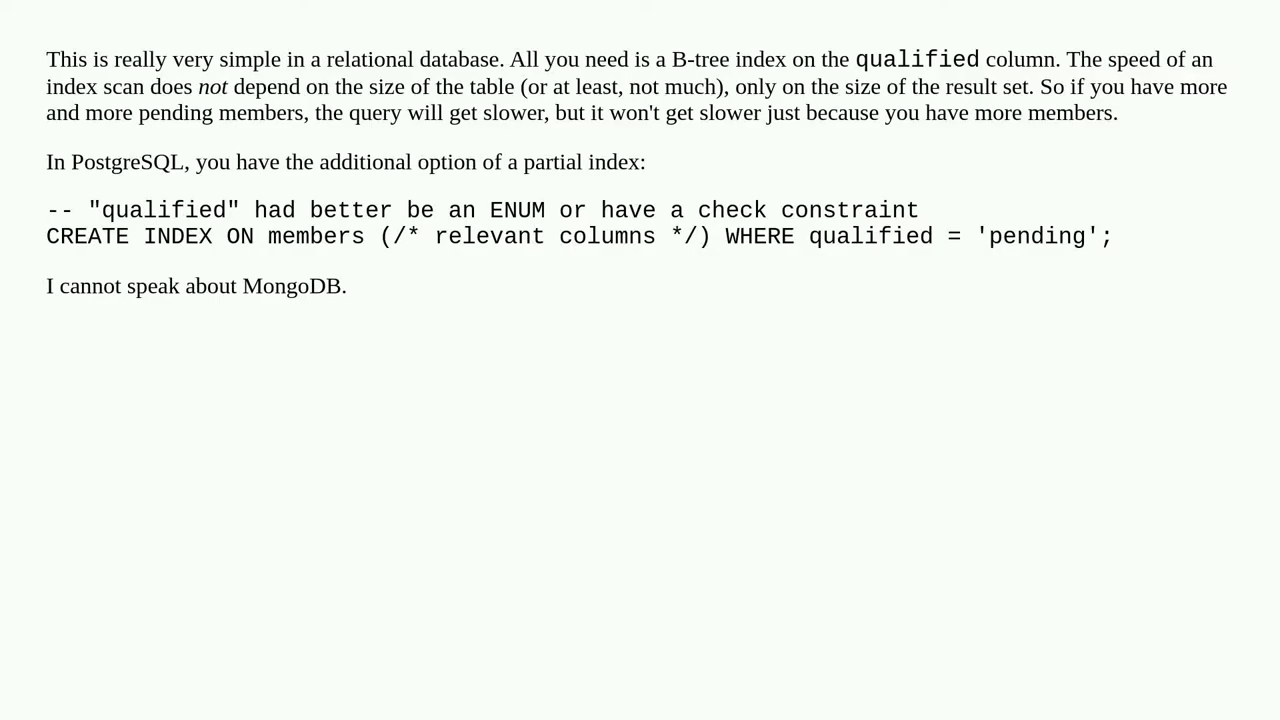 This is really very simple in a relational database. All you need is a B-tree index on the qualified column. The speed of an
index scan does not depend on the size of the table (or at least, not much), only on the size of the result set. So if you have more
and more pending members, the query will get slower, but it won't get slower just because you have more members.
In PostgreSQL, you have the additional option of a partial index:
-- "qualified" had better be an ENUM or have a check constraint
CREATE INDEX ON members (/* relevant columns */) WHERE qualified = 'pending';
I cannot speak about MongoDB.